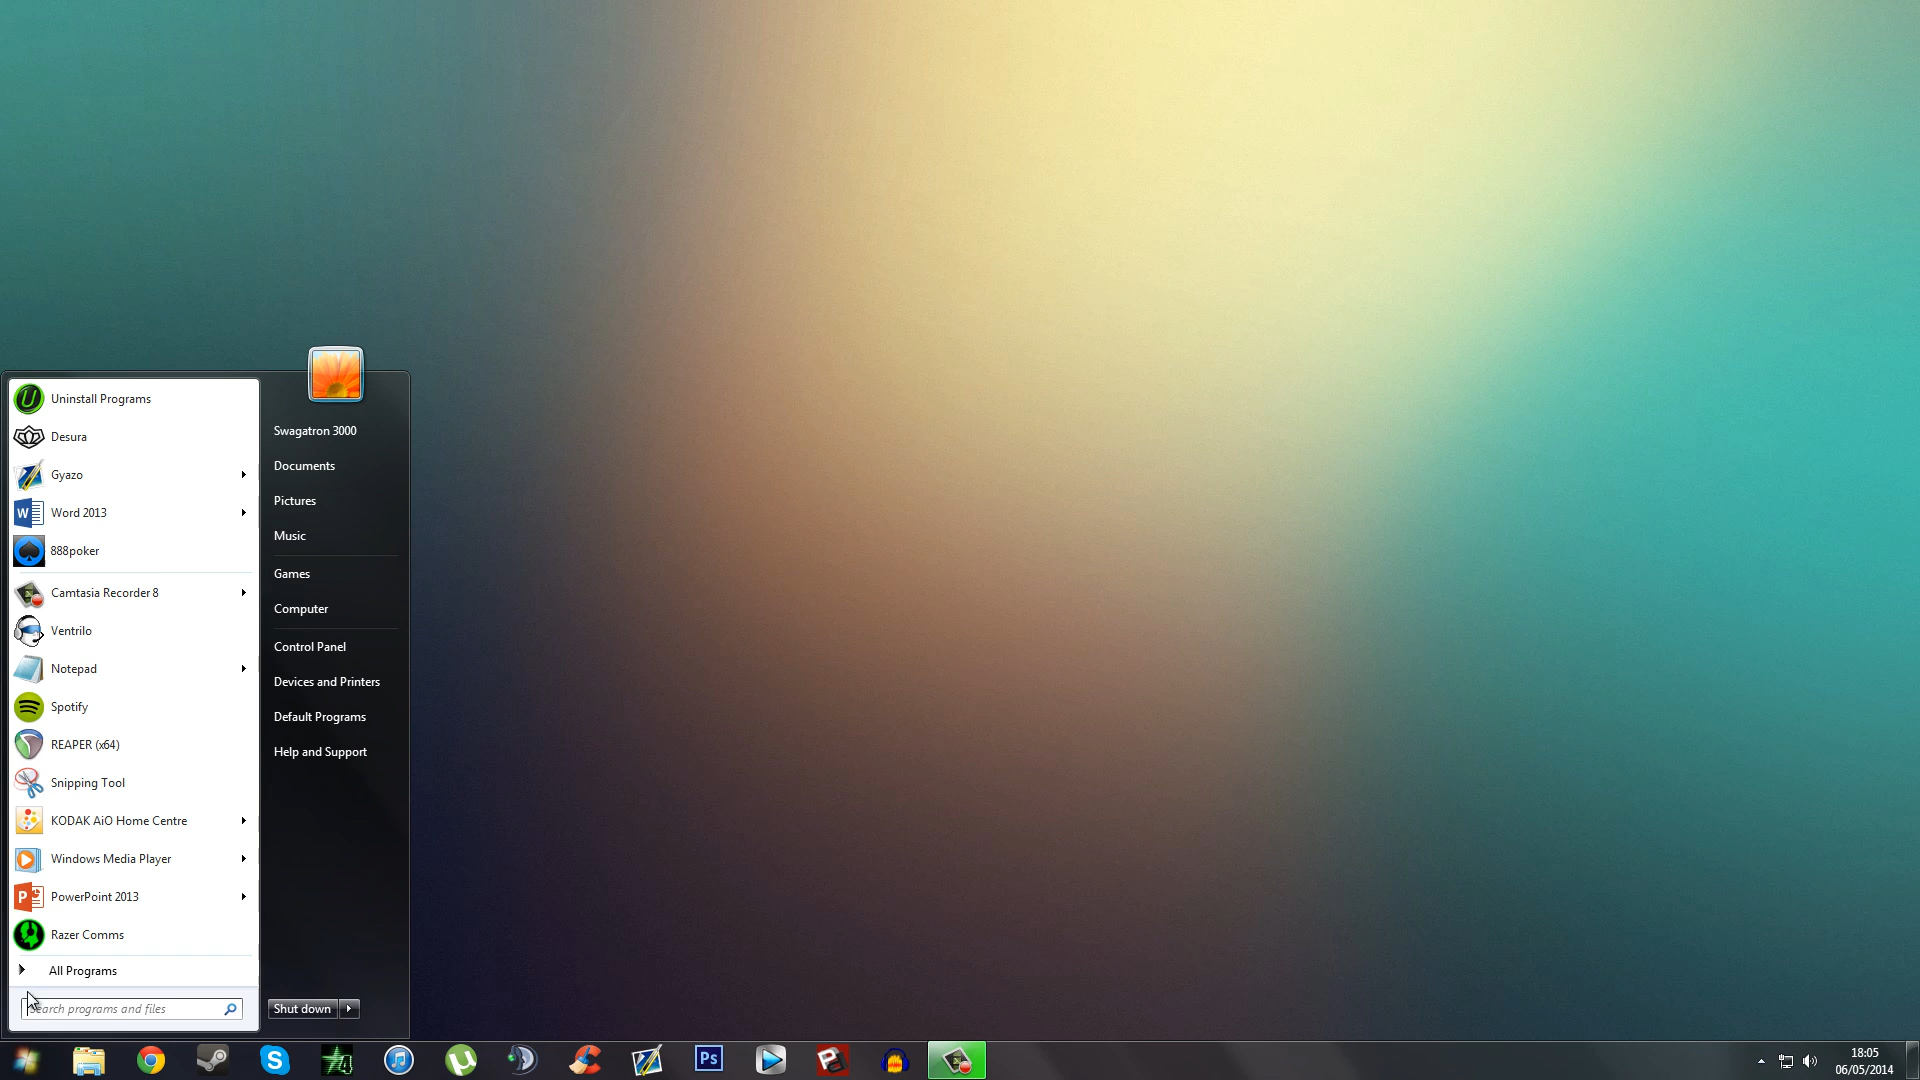 Uninstall Programs
Desura
Gyazo
Word 2013
888poker
Camtasia Recorder 8
Ventrilo
Notepad
Spotify
REAPER (x64)
Snipping Tool
KODAK AiO Home Centre
Windows Media Player
PowerPoint 2013
Razer Comms
All Programs
Search programs and files
Swagatron 3000
Documents
Pictures
Music
Games
Computer
Control Panel
Devices and Printers
Default Programs
Help and Support
Shut down
Ps
18:05
06/05/2014